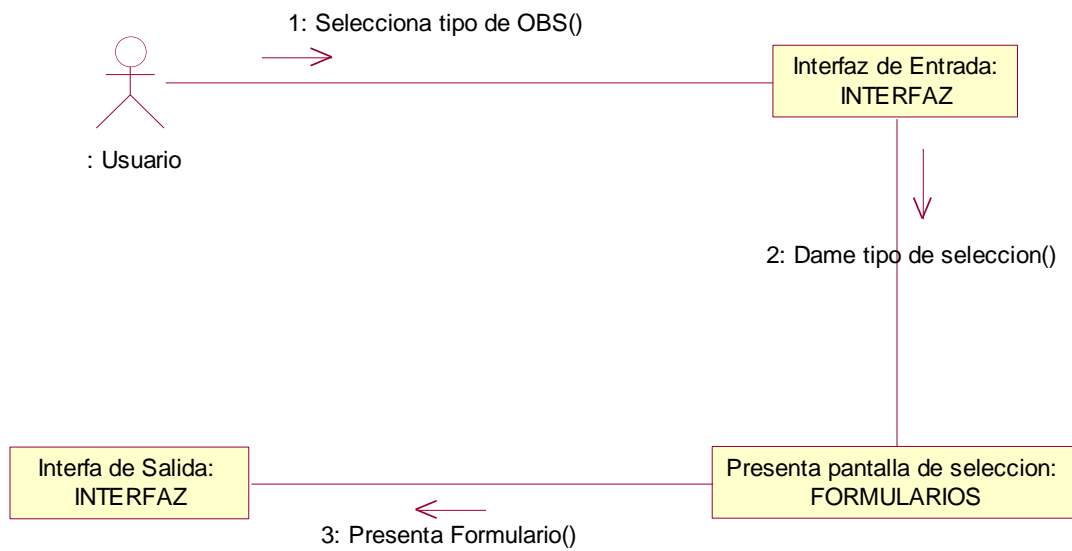 1: Selecciona tipo de OBS()
Interfaz de Entrada:
INTERFAZ
: Usuario
2: Dame tipo de seleccion()
Interfa de Salida:
INTERFAZ
Presenta pantalla de seleccion:
FORMULARIOS
3: Presenta Formulario()